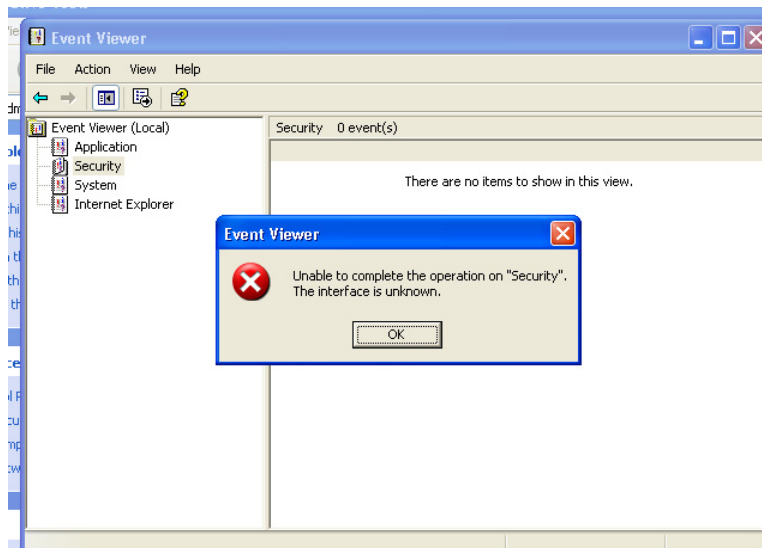 Event Viewer
File Action View Help
Event Viewer (Local)
Application
Security
System
Internet Explorer
Security 0 event(s)
There are no items to show in this view.
Event Viewer
Unable to complete the operation on "Security".
The interface is unknown.
OK